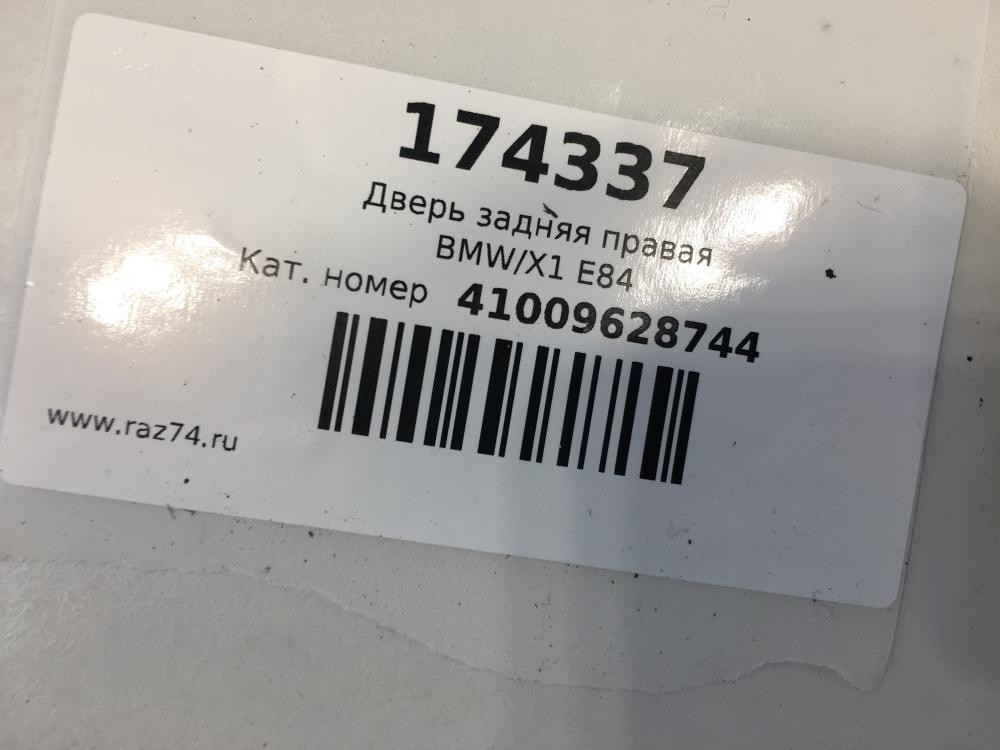 174337
Дверь задняя правая
BMW/X1 E84
Кат. номер 41009628744
www.raz74.ru